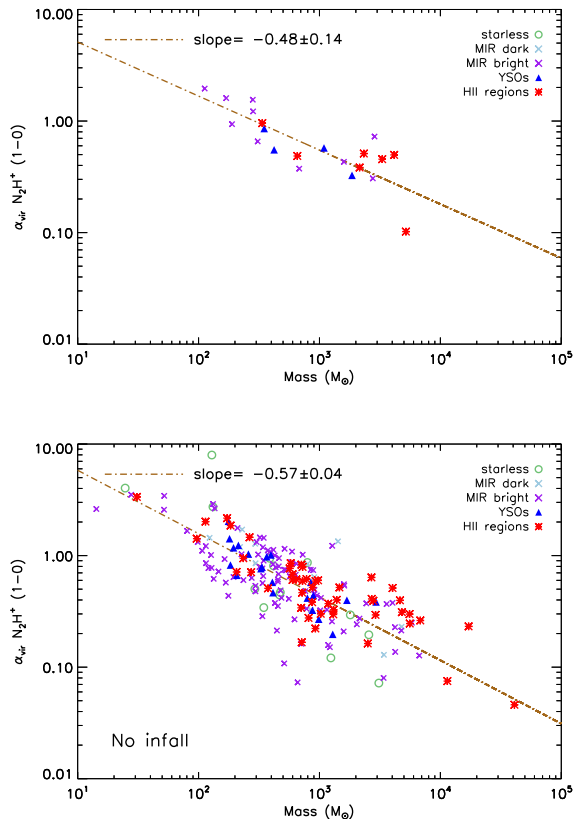 10.00
1.00
0.10
0.01
α_vir, N₂H⁺ (1−0)
slope= −0.48±0.14
starless
MIR dark
MIR bright
YSOs
HII regions
10¹ 10² 10³ 10⁴ 10⁵
Mass (M☉)
10.00
1.00
0.10
0.01
α_vir, N₂H⁺ (1−0)
slope= −0.57±0.04
starless
MIR dark
MIR bright
YSOs
HII regions
No infall
10¹ 10² 10³ 10⁴ 10⁵
Mass (M☉)